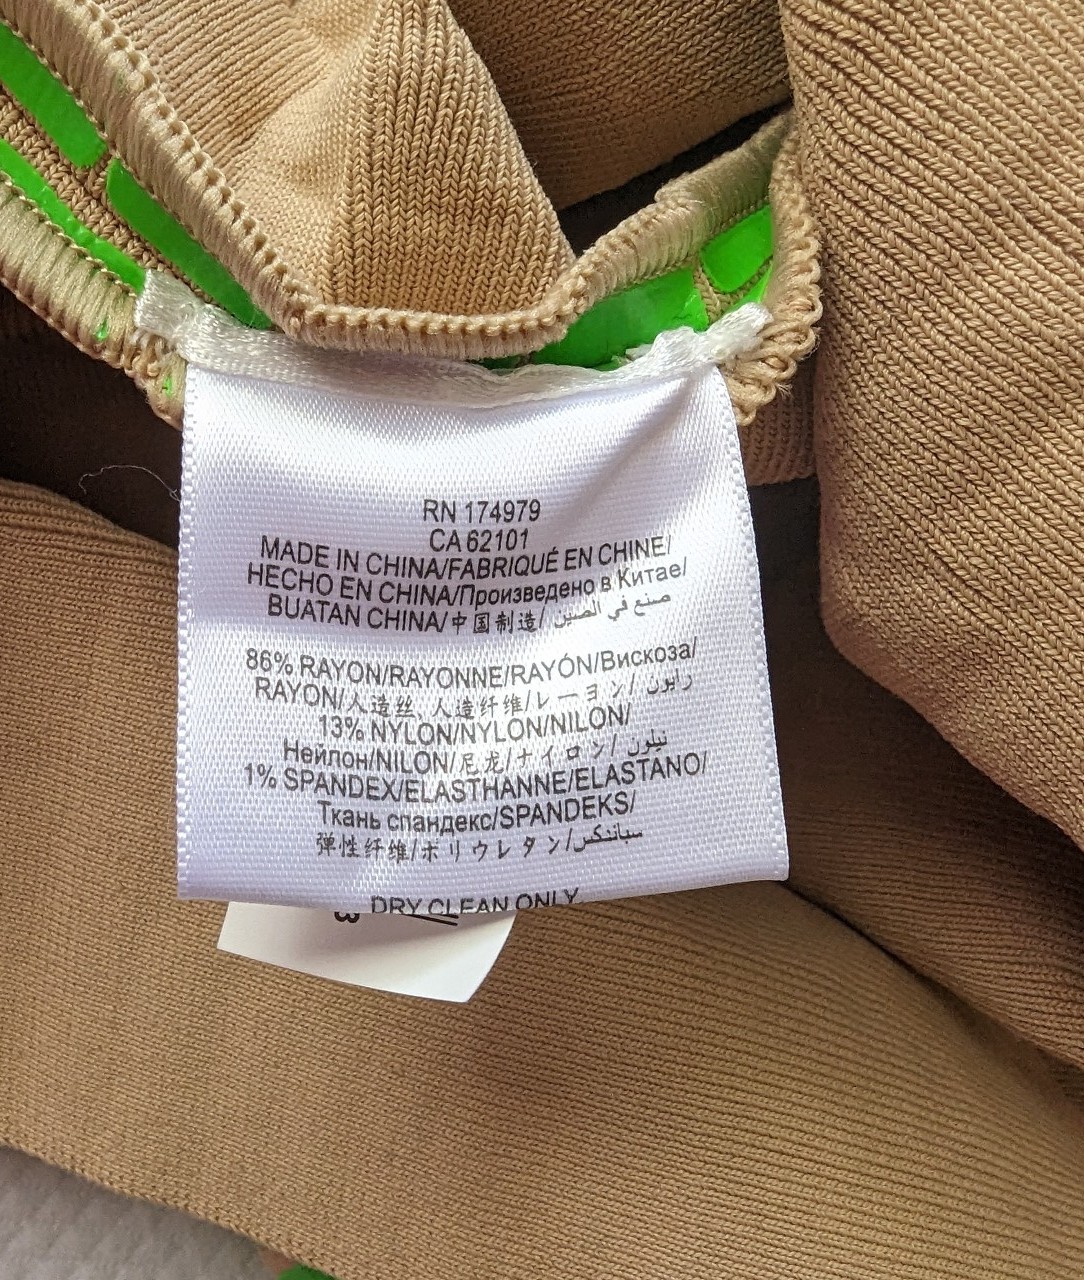 RN 174979
CA 62101
MADE IN CHINA/FABRIQUÉ EN CHINE/
HECHO EN CHINA/Произведено в Китае/
BUATAN CHINA/中国制造/ صنع في الصين
86% RAYON/RAYONNE/RAYÓN/Вискоза/
RAYON/人造丝, 人造纤维/レーヨン/ رايون
13% NYLON/NYLON/NILON/
Нейлон/NILON/尼龙/ナイロン/ نيلون
1% SPANDEX/ELASTHANNE/ELASTANO/
Ткань спандекс/SPANDEKS/
弹性纤维/ポリウレタン/سباندكس
DRY CLEAN ONLY
3